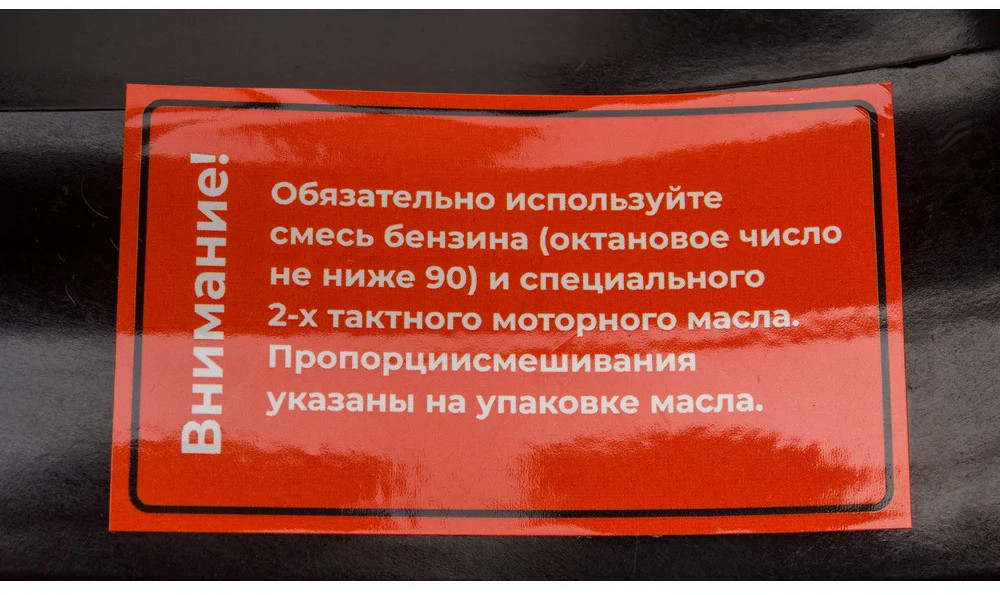 Внимание!
Обязательно используйте
смесь бензина (октановое число
не ниже 90) и специального
2-х тактного моторного масла.
Пропорциисмешивания
указаны на упаковке масла.